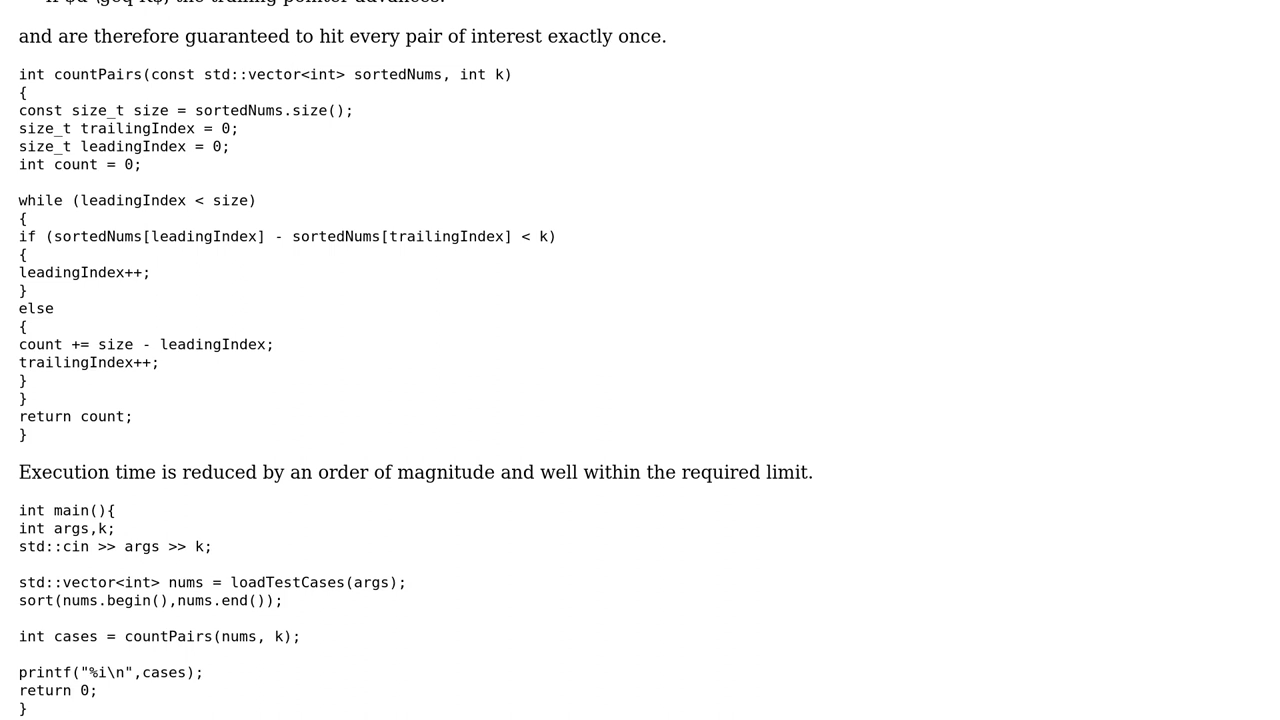 the trailing pointer advances.
and are therefore guaranteed to hit every pair of interest exactly once.
int countPairs(const std::vector<int> sortedNums, int k)
{
const size_t size = sortedNums.size();
size_t trailingIndex = 0;
size_t leadingIndex = 0;
int count = 0;
while (leadingIndex < size)
{
if (sortedNums[leadingIndex] - sortedNums[trailingIndex] < k)
{
leadingIndex++;
}
else
{
count += size - leadingIndex;
trailingIndex++;
}
}
return count;
}
Execution time is reduced by an order of magnitude and well within the required limit.
int main(){
int args,k;
std::cin >> args >> k;
std::vector<int> nums = loadTestCases(args);
sort(nums.begin(),nums.end());
int cases = countPairs(nums, k);
printf("%i\n",cases);
return 0;
}